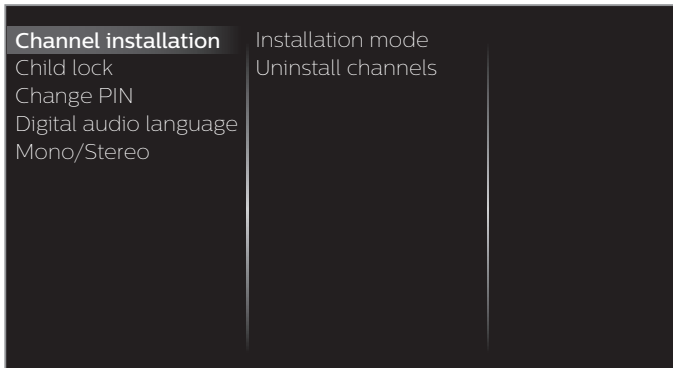 Channel installation
Child lock
Change PIN
Digital audio language
Mono/Stereo
Installation mode
Uninstall channels